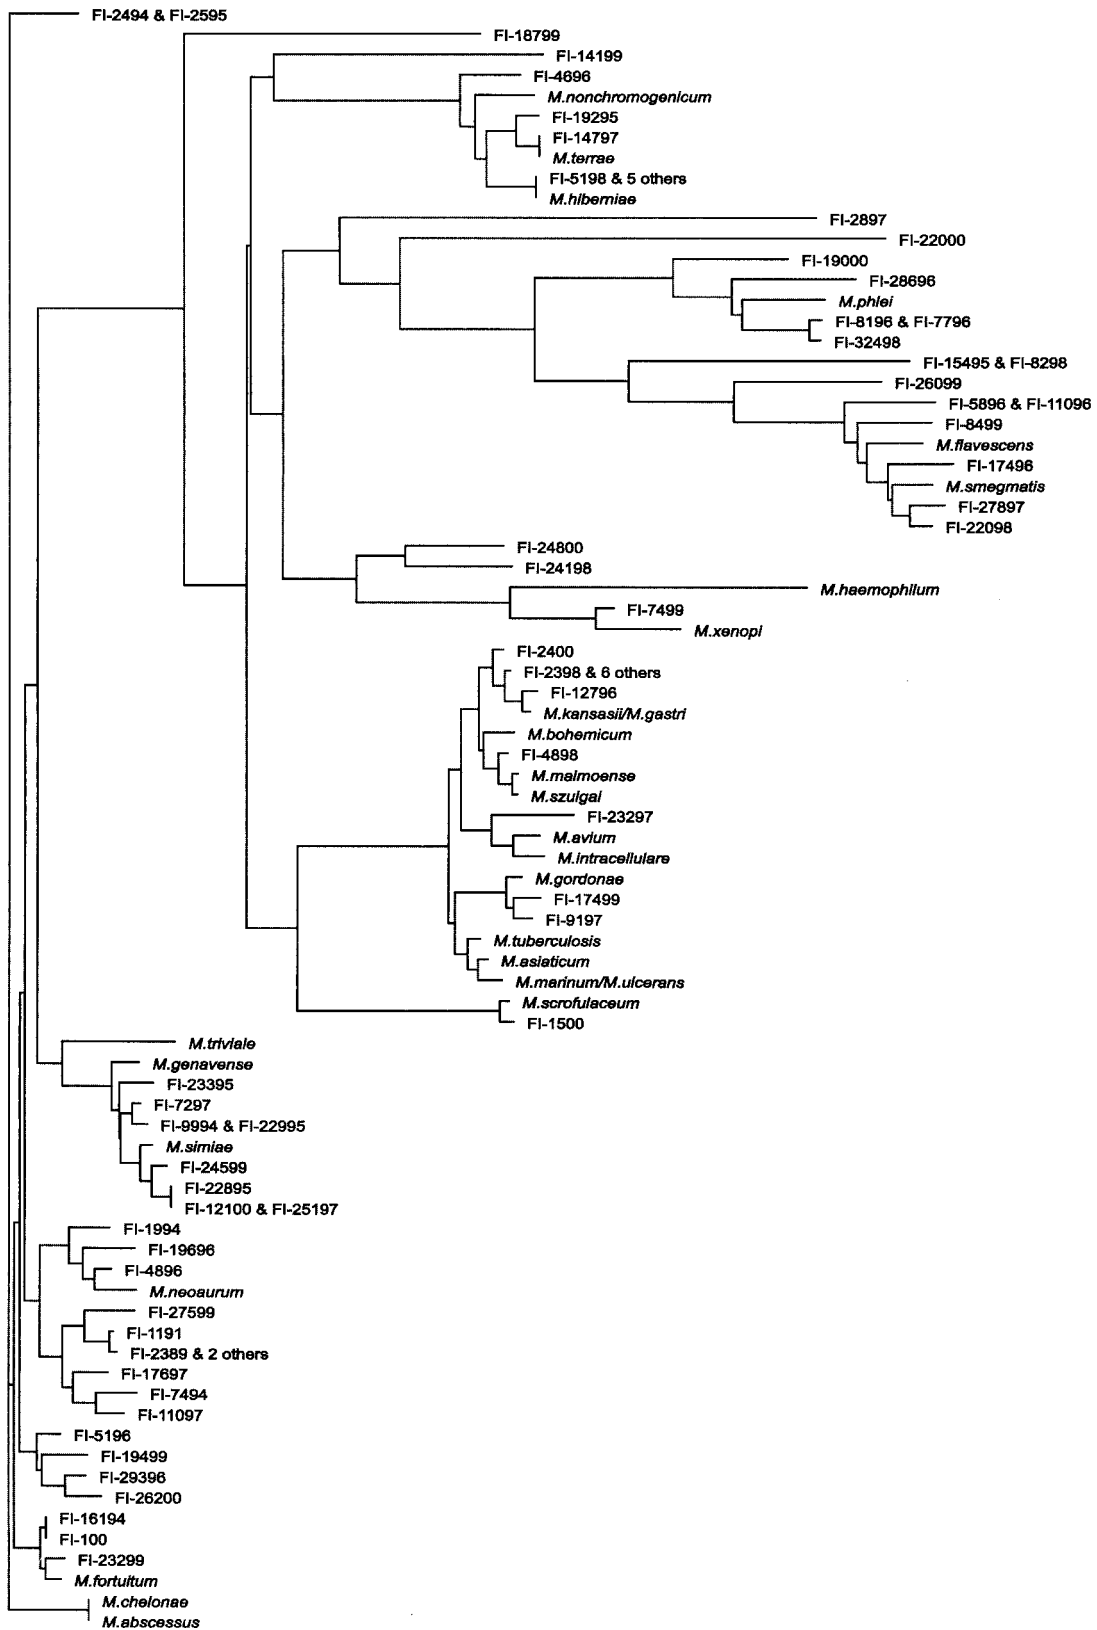 FI-2494 & FI-2595
FI-18799
FI-14199
FI-4696
M.nonchromogenicum
FI-19295
FI-14797
M.terrae
FI-5198 & 5 others
M.hiberniae
FI-2897
FI-22000
FI-19000
FI-28696
M.phlei
FI-8196 & FI-7796
FI-32498
FI-15495 & FI-8298
FI-26099
FI-5896 & FI-11096
FI-8499
M.flavescens
FI-17496
M.smegmatis
FI-27897
FI-22098
FI-24800
FI-24198
M.haemophilum
FI-7499
M.xenopi
FI-2400
FI-2398 & 6 others
FI-12796
M.kansasii/M.gastri
M.bohemicum
FI-4898
M.malmoense
M.szulgai
FI-23297
M.avium
M.intracellulare
M.gordonae
FI-17499
FI-9197
M.tuberculosis
M.asiaticum
M.marinum/M.ulcerans
M.scrofulaceum
FI-1500
M.triviale
M.genavense
FI-23395
FI-7297
FI-9994 & FI-22995
M.simiae
FI-24599
FI-22895
FI-12100 & FI-25197
FI-1994
FI-19696
FI-4896
M.neoaurum
FI-27599
FI-1191
FI-2389 & 2 others
FI-17697
FI-7494
FI-11097
FI-5196
FI-19499
FI-29396
FI-26200
FI-16194
FI-100
FI-23299
M.fortuitum
M.chelonae
M.abscessus